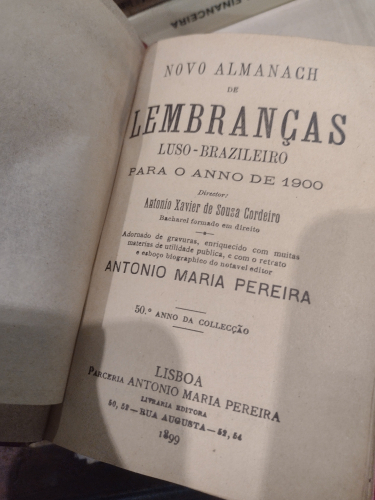 FINANCEIRA
NOVO ALMANACH
DE
LEMBRANÇAS
LUSO-BRAZILEIRO
PARA O ANNO DE 1900
Director:
Antonio Xavier de Souza Cordeiro
Bacharel formado em direito
Adornado de gravuras, enriquecido com muitas
materias de utilidade publica, e com o retrato
e esboço biographico do notavel editor
ANTONIO MARIA PEREIRA
50.º ANNO DA COLLECÇÃO
LISBOA
PARCERIA ANTONIO MARIA PEREIRA
LIVRARIA EDITORA
50, 52—RUA AUGUSTA—52, 54
1899